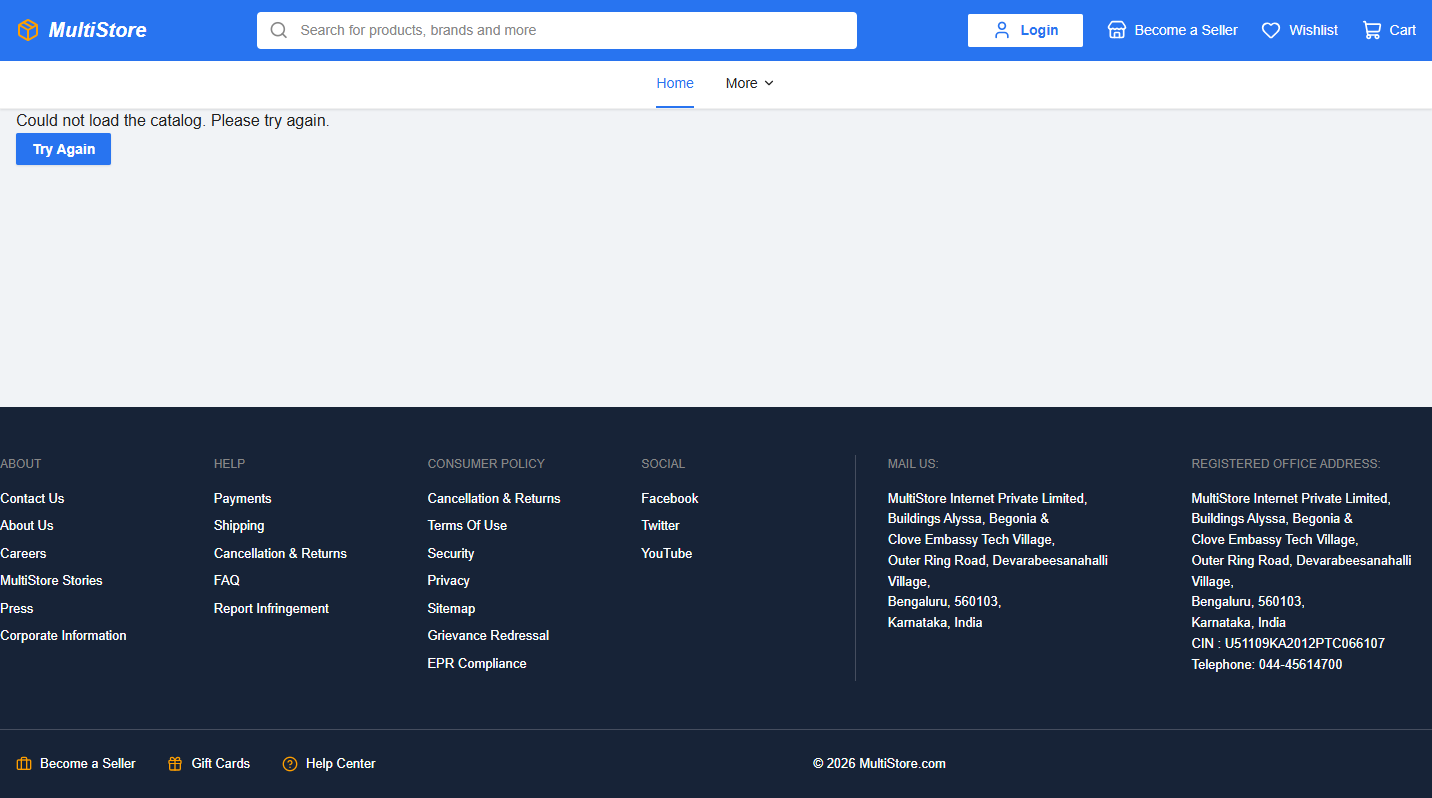 MultiStore
Search for products, brands and more
Login
Become a Seller
Wishlist
Cart
Home
More
Could not load the catalog. Please try again.
Try Again
ABOUT
Contact Us
About Us
Careers
MultiStore Stories
Press
Corporate Information
HELP
Payments
Shipping
Cancellation & Returns
FAQ
Report Infringement
CONSUMER POLICY
Cancellation & Returns
Terms Of Use
Security
Privacy
Sitemap
Grievance Redressal
EPR Compliance
SOCIAL
Facebook
Twitter
YouTube
MAIL US:
MultiStore Internet Private Limited,
Buildings Alyssa, Begonia &
Clove Embassy Tech Village,
Outer Ring Road, Devarabeesanahalli
Village,
Bengaluru, 560103,
Karnataka, India
REGISTERED OFFICE ADDRESS:
MultiStore Internet Private Limited,
Buildings Alyssa, Begonia &
Clove Embassy Tech Village,
Outer Ring Road, Devarabeesanahalli
Village,
Bengaluru, 560103,
Karnataka, India
CIN : U51109KA2012PTC066107
Telephone: 044-45614700
Become a Seller
Gift Cards
Help Center
© 2026 MultiStore.com